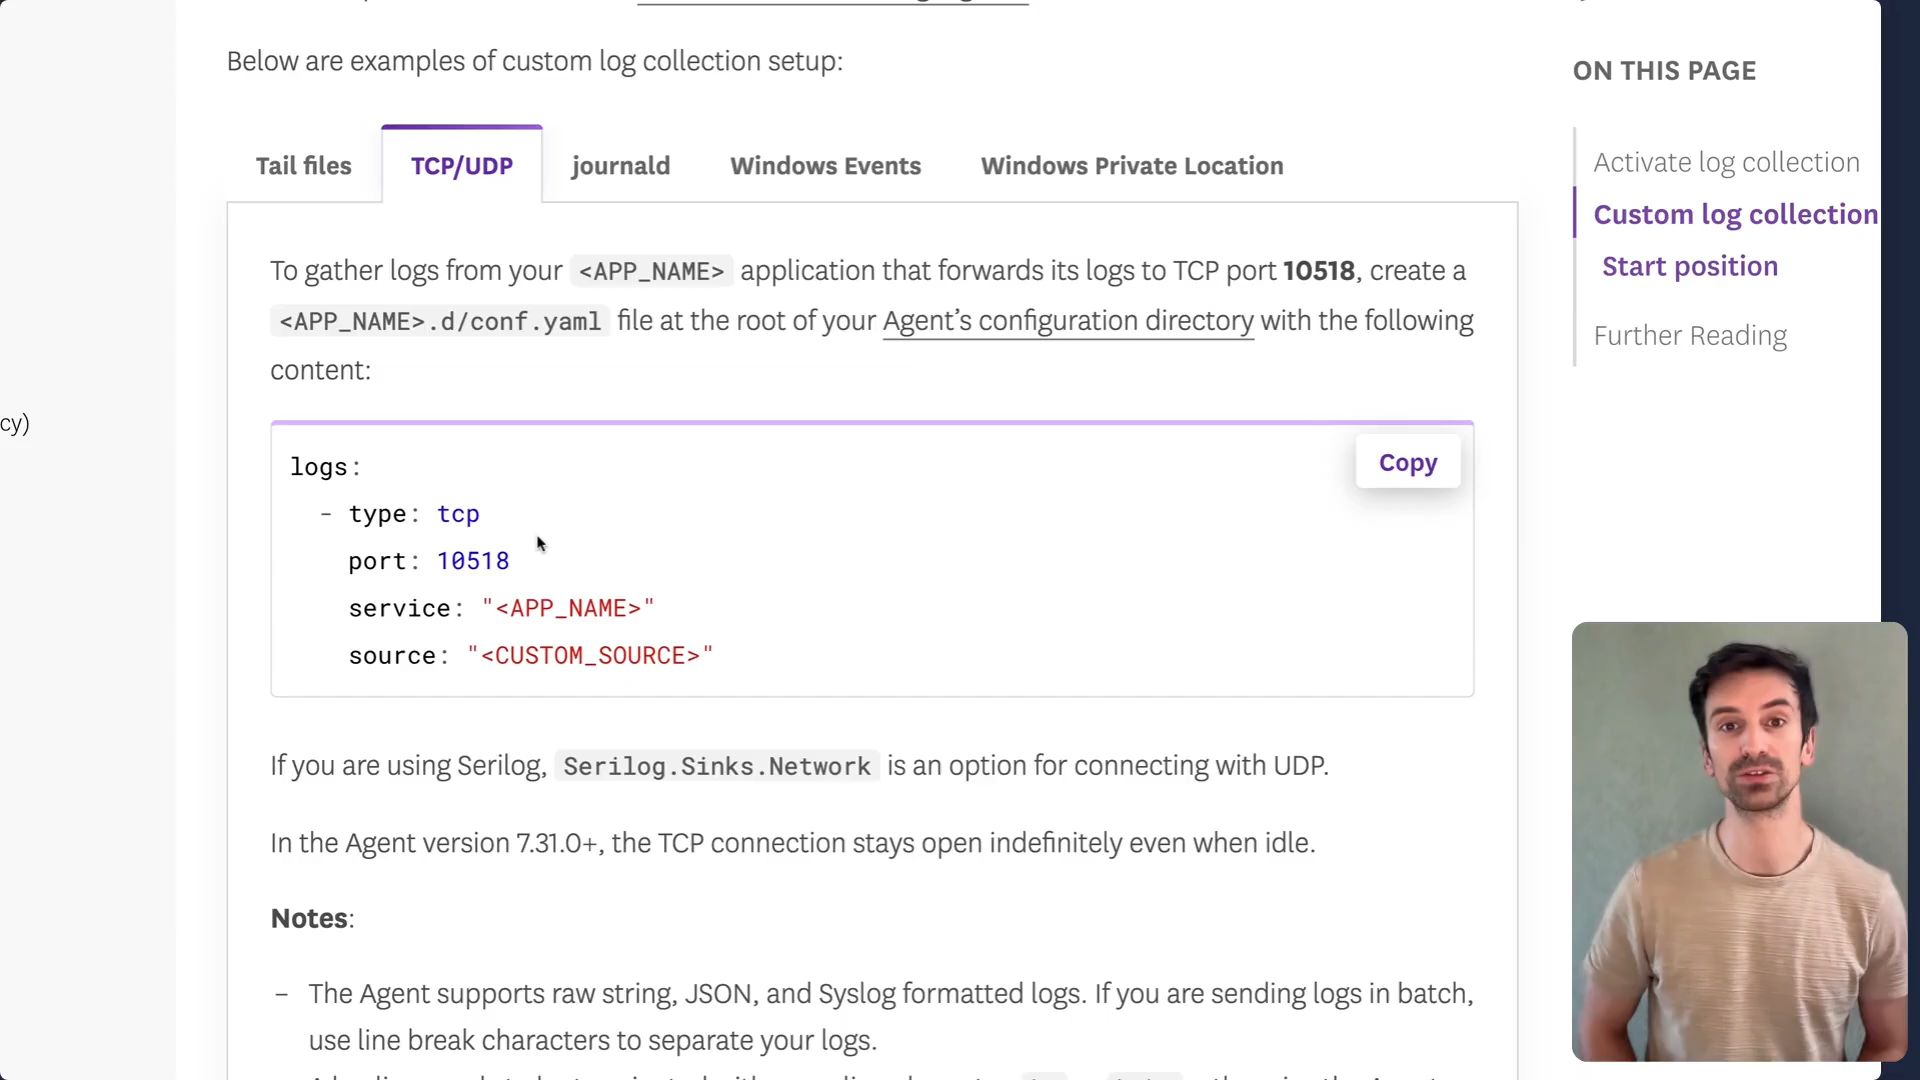 Below are examples of custom log collection setup:
Tail files
TCP/UDP
journald
Windows Events
Windows Private Location
To gather logs from your <APP_NAME> application that forwards its logs to TCP port 10518, create a
<APP_NAME>.d/conf.yaml file at the root of your Agent’s configuration directory with the following
content:
logs:
- type: tcp
port: 10518
service: "<APP_NAME>"
source: "<CUSTOM_SOURCE>"
Copy
If you are using Serilog, Serilog.Sinks.Network is an option for connecting with UDP.
In the Agent version 7.31.0+, the TCP connection stays open indefinitely even when idle.
Notes:
– The Agent supports raw string, JSON, and Syslog formatted logs. If you are sending logs in batch,
use line break characters to separate your logs.
ON THIS PAGE
Activate log collection
Custom log collection
Start position
Further Reading
cy)